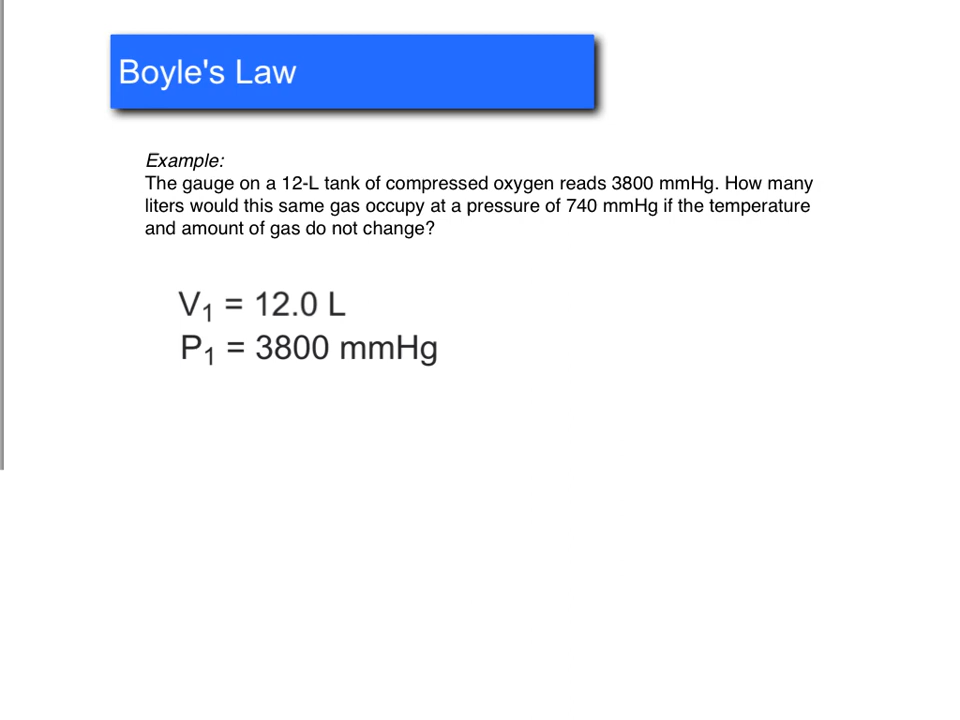 Boyle's Law
Example:
The gauge on a 12-L tank of compressed oxygen reads 3800 mmHg. How many
liters would this same gas occupy at a pressure of 740 mmHg if the temperature
and amount of gas do not change?
V₁ = 12.0 L
P₁ = 3800 mmHg